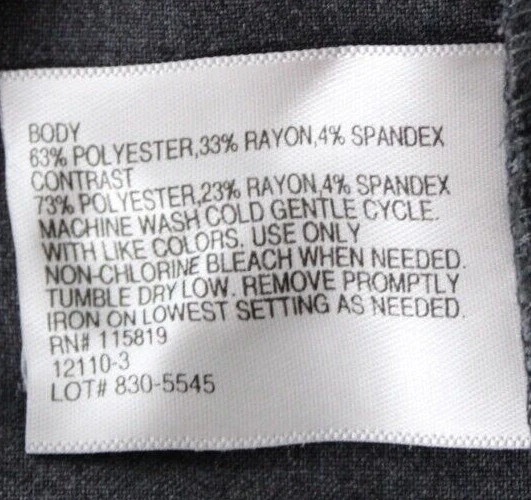 BODY
63% POLYESTER,33% RAYON,4% SPANDEX
CONTRAST
73% POLYESTER,23% RAYON,4% SPANDEX
MACHINE WASH COLD GENTLE CYCLE.
WITH LIKE COLORS. USE ONLY
NON-CHLORINE BLEACH WHEN NEEDED.
TUMBLE DRY LOW. REMOVE PROMPTLY
IRON ON LOWEST SETTING AS NEEDED.
RN# 115819
12110-3
LOT# 830-5545